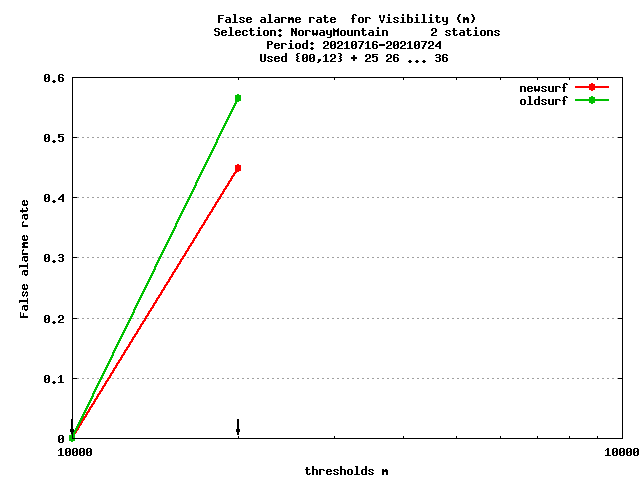 False alarme rate  for Visibility (m)
Selection: NorwayMountain      2 stations
Period: 20210716-20210724
Used {00,12} + 25 26 ... 36
newsurf
oldsurf
0.6
0.5
0.4
0.3
0.2
0.1
0
False alarme rate
10000
10000
thresholds m